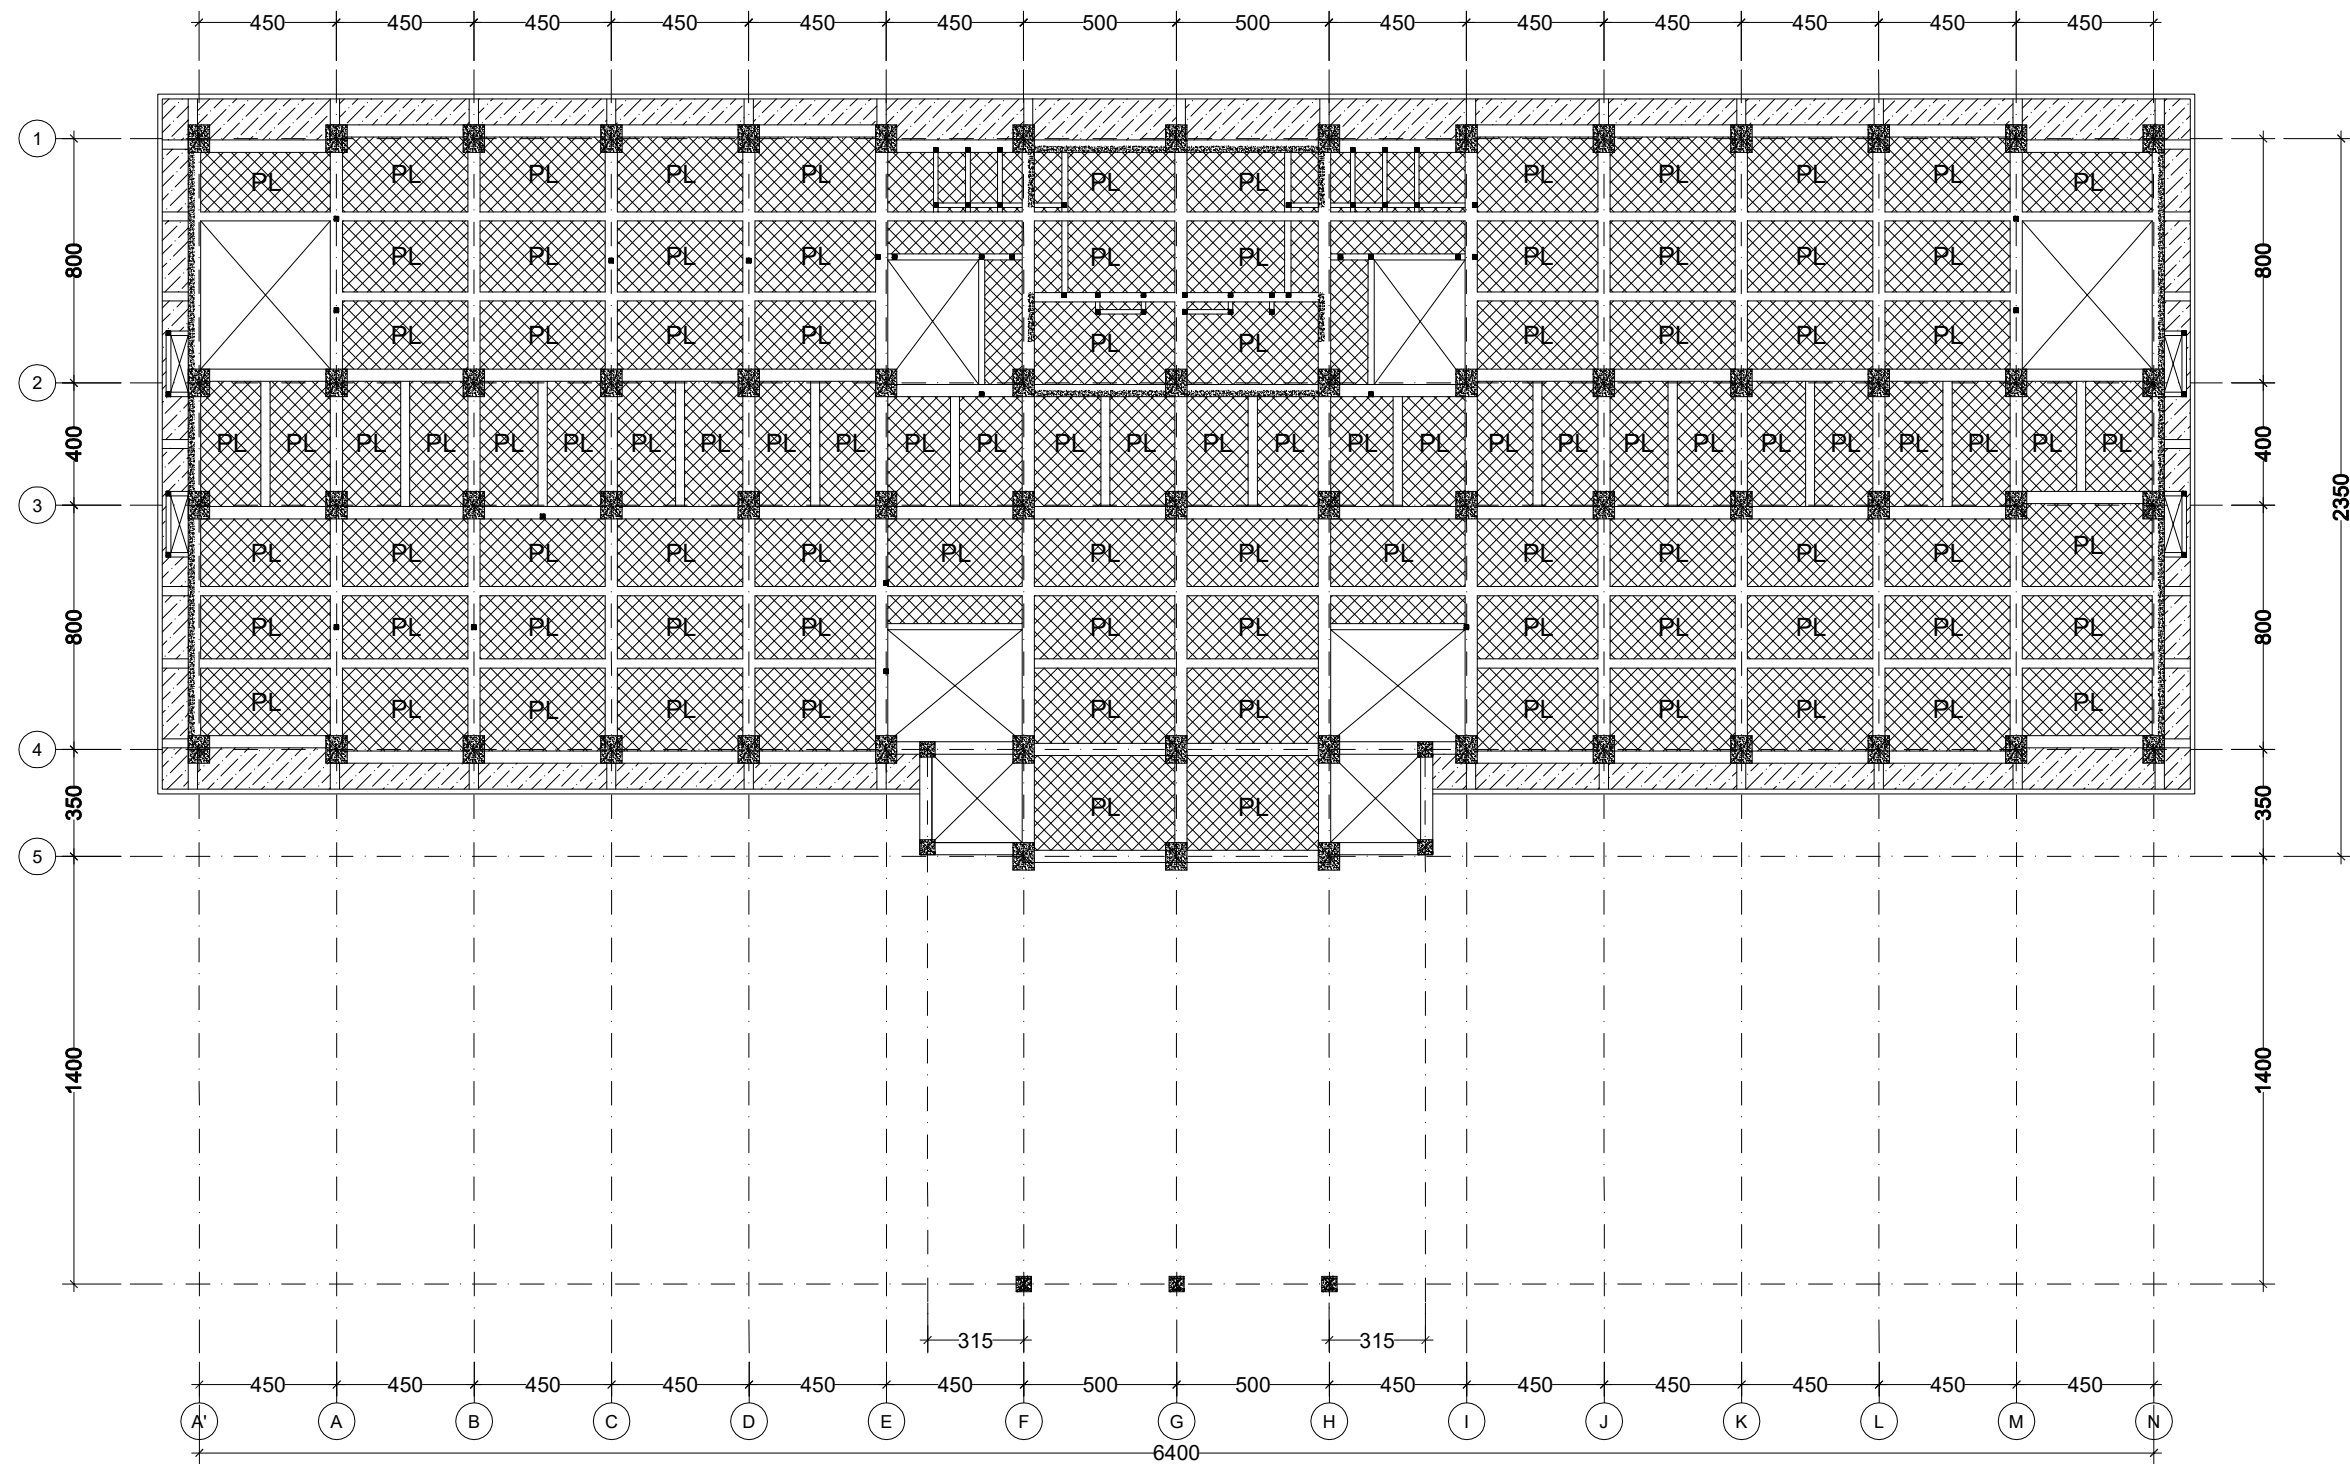 450 450 450 450 450 450 500 500 450 450 450 450 450 450
1
PL PL PL PL PL PL PL PL PL PL PL PL
800 PL PL PL PL PL PL PL PL PL PL 800
PL PL PL PL PL PL PL PL PL PL
2
400 PL PL PL PL PL PL PL PL PL PL PL PL PL PL PL PL PL PL PL PL PL PL PL PL PL PL PL PL 400
3 2350
PL PL PL PL PL PL PL PL PL PL PL PL PL PL
800 PL PL PL PL PL PL PL PL PL PL PL PL 800
PL PL PL PL PL PL PL PL PL PL PL PL
4
350 PL PL 350
5
1400 1400
315 315
450 450 450 450 450 450 500 500 450 450 450 450 450 450
A' A B C D E F G H I J K L M N
6400